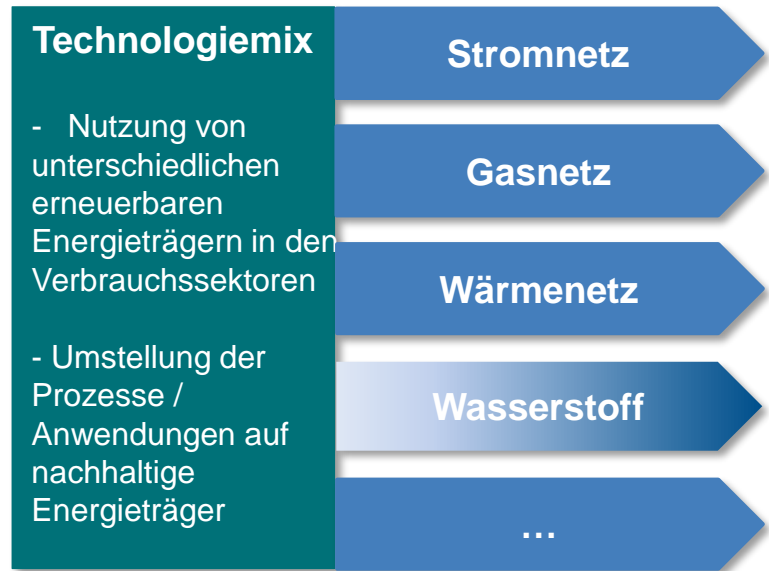 Technologiemix
- Nutzung von
unterschiedlichen
erneuerbaren
Energieträgern in den
Verbrauchssektoren
- Umstellung der
Prozesse /
Anwendungen auf
nachhaltige
Energieträger
Stromnetz
Gasnetz
Wärmenetz
Wasserstoff
...